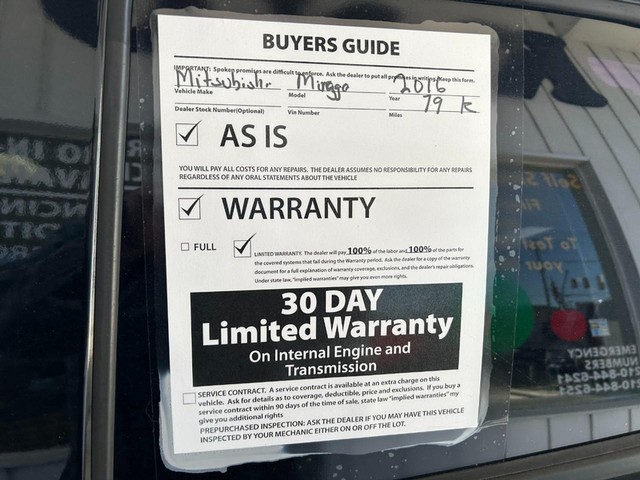 BUYERS GUIDE
IMPORTANT: Spoken promises are difficult to enforce. Ask the dealer to put all promises in writing. Keep this form.
Mitsubishi Mirage 2016
Vehicle Make Model Year
79 k
Dealer Stock Number(Optional) Vin Number Miles
AS IS
YOU WILL PAY ALL COSTS FOR ANY REPAIRS. THE DEALER ASSUMES NO RESPONSIBILITY FOR ANY REPAIRS
REGARDLESS OF ANY ORAL STATEMENTS ABOUT THE VEHICLE
WARRANTY
FULL
LIMITED WARRANTY. The dealer will pay 100% of the labor and 100% of the parts for
the covered systems that fail during the Warranty period. Ask the dealer for a copy of the warranty
document for a full explanation of warranty coverage, exclusions, and the dealer's repair obligations.
Under state law, "implied warranties" may give you even more rights.
30 DAY
Limited Warranty
On Internal Engine and
Transmission
SERVICE CONTRACT. A service contract is available at an extra charge on this
vehicle. Ask for details as to coverage, deductible, price and exclusions. If you buy a
service contract within 90 days of the time of sale, state law "implied warranties" my
give you additional rights
PREPURCHASED INSPECTION: ASK THE DEALER IF YOU MAY HAVE THIS VEHICLE
INSPECTED BY YOUR MECHANIC EITHER ON OR OFF THE LOT.
Self S
To Test
your
EMERGENCY
NUMBERS
210-844-6241